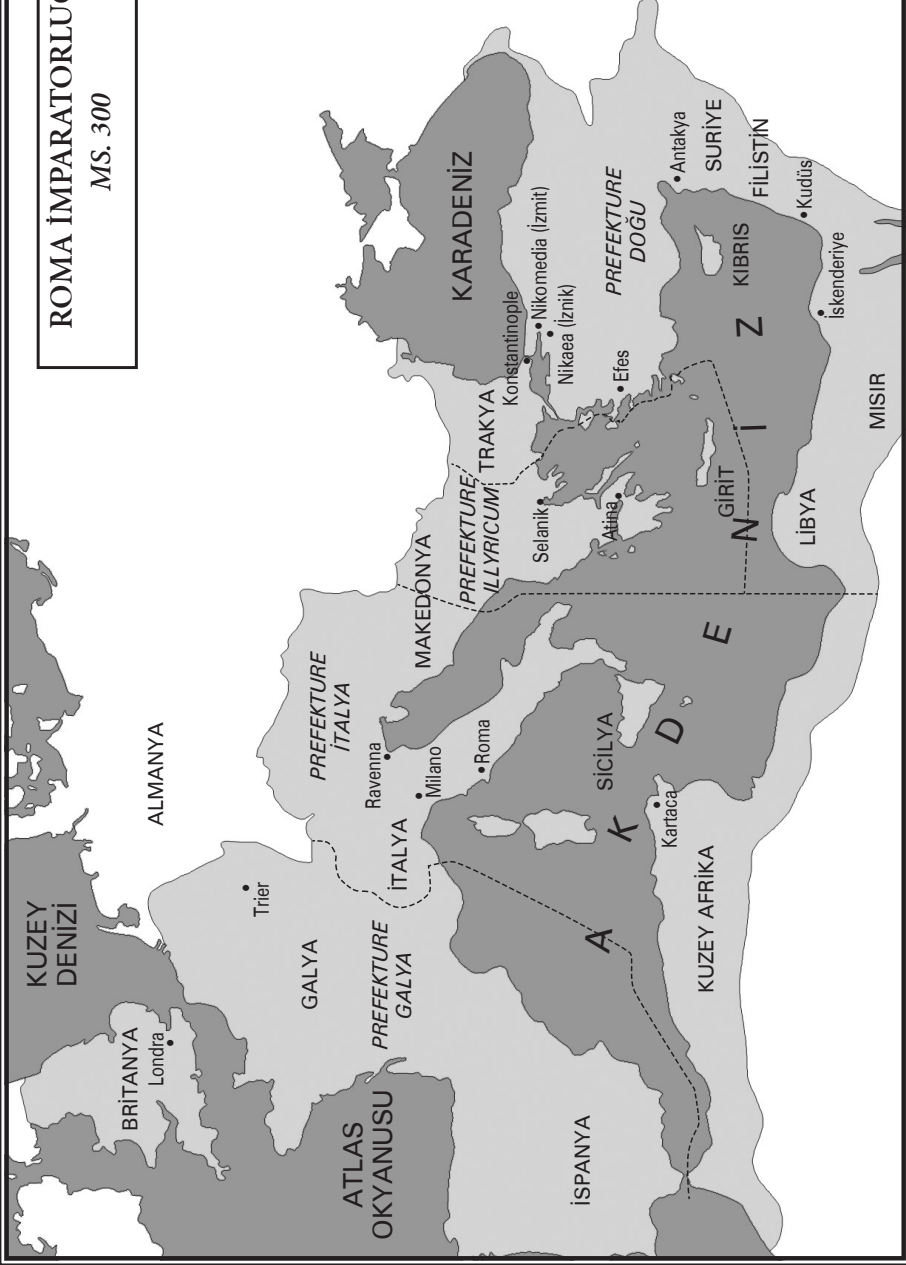 ROMA İMPARATORLUĞ
MS. 300
KUZEY
DENİZİ
BRİTANYA
Londra
ALMANYA
Trier
GALYA
PREFEKTURE
GALYA
ATLAS
OKYANUSU
İSPANYA
PREFEKTURE
İTALYA
Ravenna
Milano
İTALYA
Roma
SİCİLYA
Kartaca
KUZEY AFRIKA
MAKEDONYA
PREFEKTURE
ILLYRICUM
TRAKYA
Selanik
Atina
GİRİT
LİBYA
KARADENİZ
Konstantinople
Nikomedia (İzmit)
Nikaea (İznik)
Efes
PREFEKTURE
DOĞU
Antakya
SURİYE
FİLİSTİN
Kudüs
KIBRIS
İskenderiye
MISIR
AKDENİZ